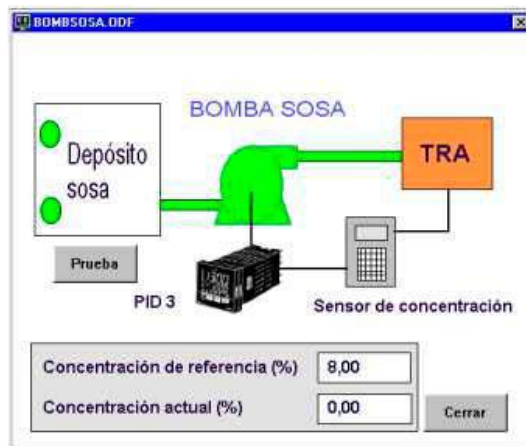 BOMBSOSA.ODF
BOMBA SOSA
Depósito
sosa
TRA
Prueba
PID 3
Sensor de concentración
Concentración de referencia (%) 8,00
Concentración actual (%) 0,00
Cerrar